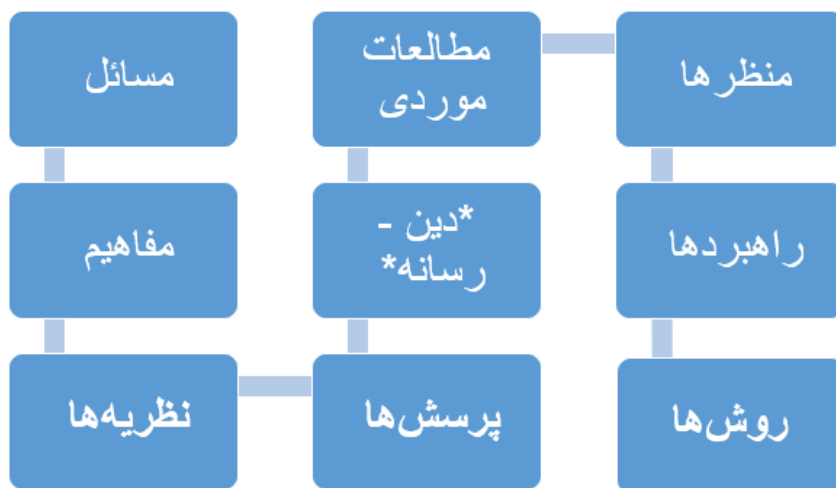 منظرها
مطالعات
موردی
مسائل
راهبردها
*دین -
رسانه*
مفاهیم
روش‌ها
پرسش‌ها
نظریه‌ها